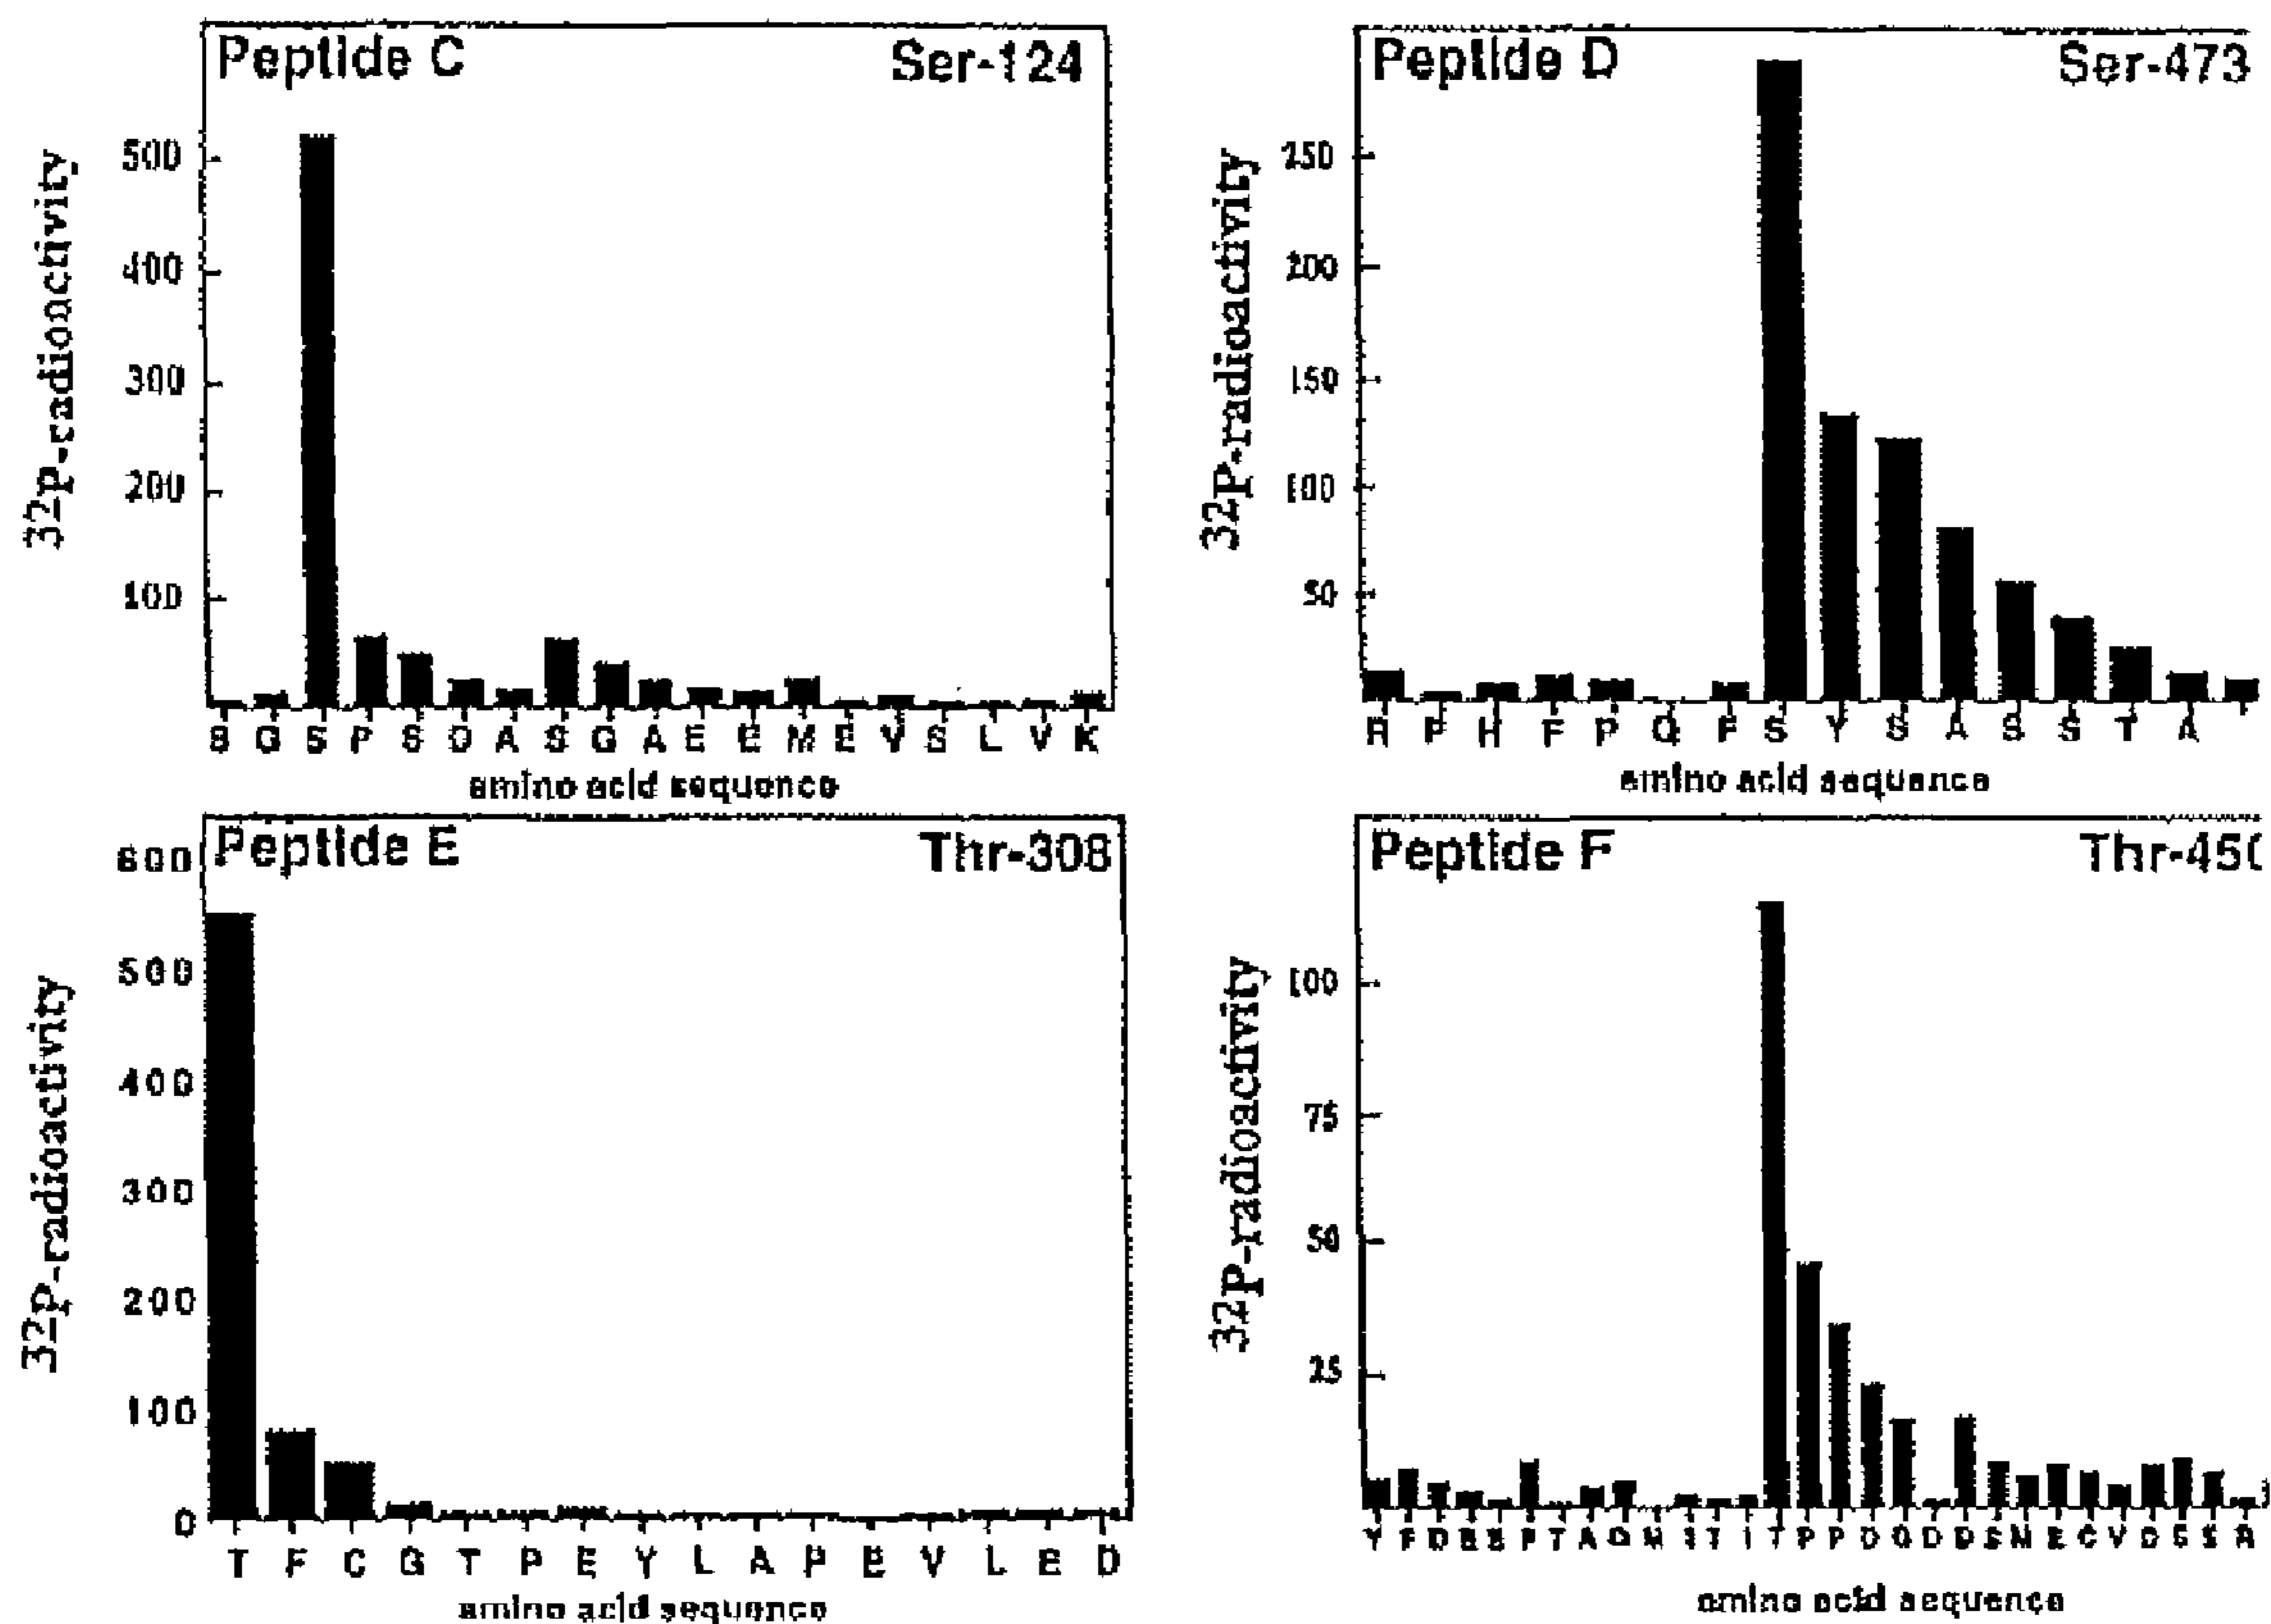 Peptide C
Ser-124
32P-radioactivity
500
400
300
200
100
S G S P S D A S G A E E M E V S L V K
amino acid sequence
Peptide D
Ser-473
32P-radioactivity
250
200
150
100
50
R P H F P Q F S Y S A S S T A
amino acid sequence
Peptide E
Thr-308
32P-radioactivity
600
500
400
300
200
100
0
T F C G T P E Y L A P E V L E D
amino acid sequence
Peptide F
Thr-45
32P-radioactivity
100
75
50
25
amino acid sequence